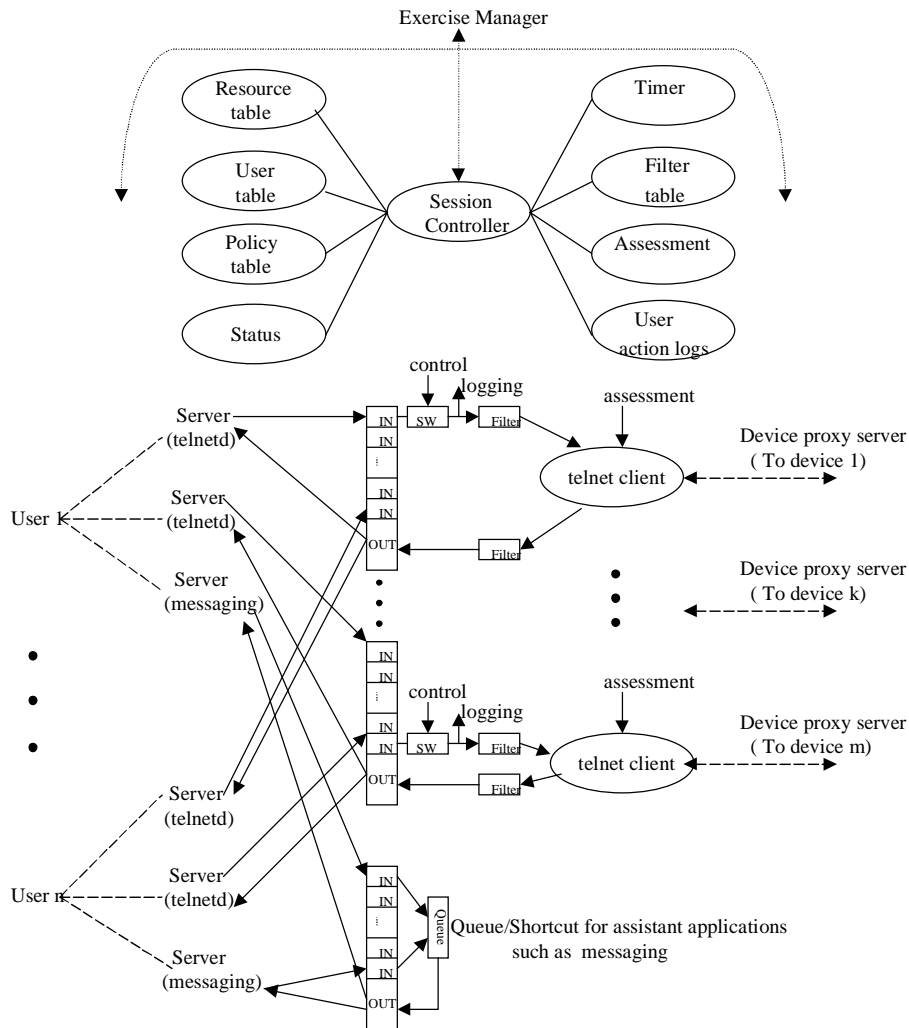 Exercise Manager
Resource
table
Timer
User
table
Filter
table
Session
Controller
Policy
table
Assessment
Status
User
action logs
control
logging
assessment
Server
(telnetd)
IN
SW
Filter
IN
...
IN
IN
OUT
telnet client
Device proxy server
( To device 1)
User 1
Server
(telnetd)
Filter
Server
(messaging)
Device proxy server
( To device k)
IN
IN
...
IN
IN
OUT
control
logging
assessment
SW
Filter
Filter
telnet client
Device proxy server
( To device m)
Server
(telnetd)
User n
Server
(telnetd)
Server
(messaging)
IN
IN
...
IN
IN
OUT
Queue
Queue/Shortcut for assistant applications
such as messaging